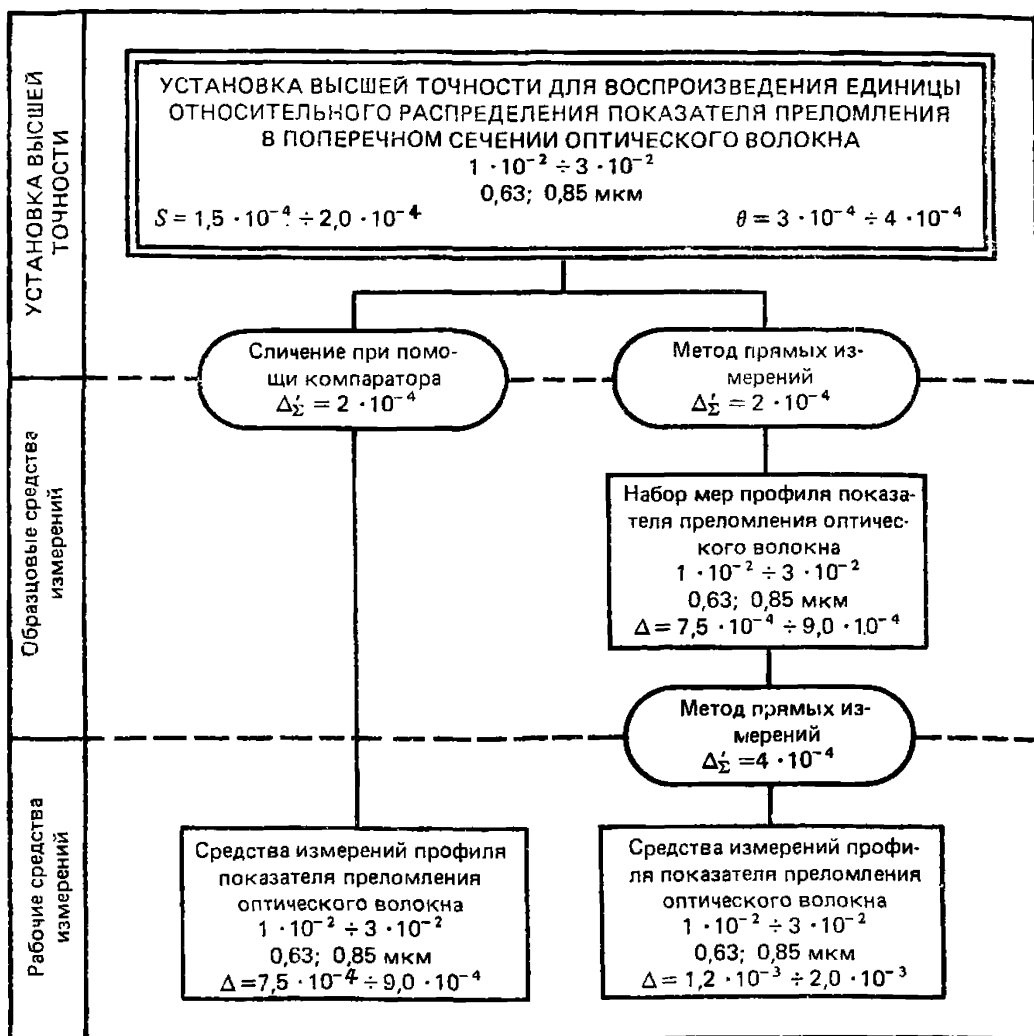 УСТАНОВКА ВЫСШЕЙ
ТОЧНОСТИ
УСТАНОВКА ВЫСШЕЙ ТОЧНОСТИ ДЛЯ ВОСПРОИЗВЕДЕНИЯ ЕДИНИЦЫ
ОТНОСИТЕЛЬНОГО РАСПРЕДЕЛЕНИЯ ПОКАЗАТЕЛЯ ПРЕЛОМЛЕНИЯ
В ПОПЕРЕЧНОМ СЕЧЕНИИ ОПТИЧЕСКОГО ВОЛОКНА
1 · 10⁻² ÷ 3 · 10⁻²
0,63; 0,85 мкм
S = 1,5 · 10⁻⁴ ÷ 2,0 · 10⁻⁴ θ = 3 · 10⁻⁴ ÷ 4 · 10⁻⁴
Сличение при помо-
щи компаратора
Δ′Σ = 2 · 10⁻⁴
Метод прямых из-
мерений
Δ′Σ = 2 · 10⁻⁴
Образцовые средства
измерений
Набор мер профиля показа-
теля преломления оптичес-
кого волокна
1 · 10⁻² ÷ 3 · 10⁻²
0,63; 0,85 мкм
Δ = 7,5 · 10⁻⁴ ÷ 9,0 · 10⁻⁴
Метод прямых из-
мерений
Δ′Σ = 4 · 10⁻⁴
Рабочие средства
измерений
Средства измерений профиля
показателя преломления
оптического волокна
1 · 10⁻² ÷ 3 · 10⁻²
0,63; 0,85 мкм
Δ = 7,5 · 10⁻⁴ ÷ 9,0 · 10⁻⁴
Средства измерений профи-
ля показателя преломления
оптического волокна
1 · 10⁻² ÷ 3 · 10⁻²
0,63; 0,85 мкм
Δ = 1,2 · 10⁻³ ÷ 2,0 · 10⁻³